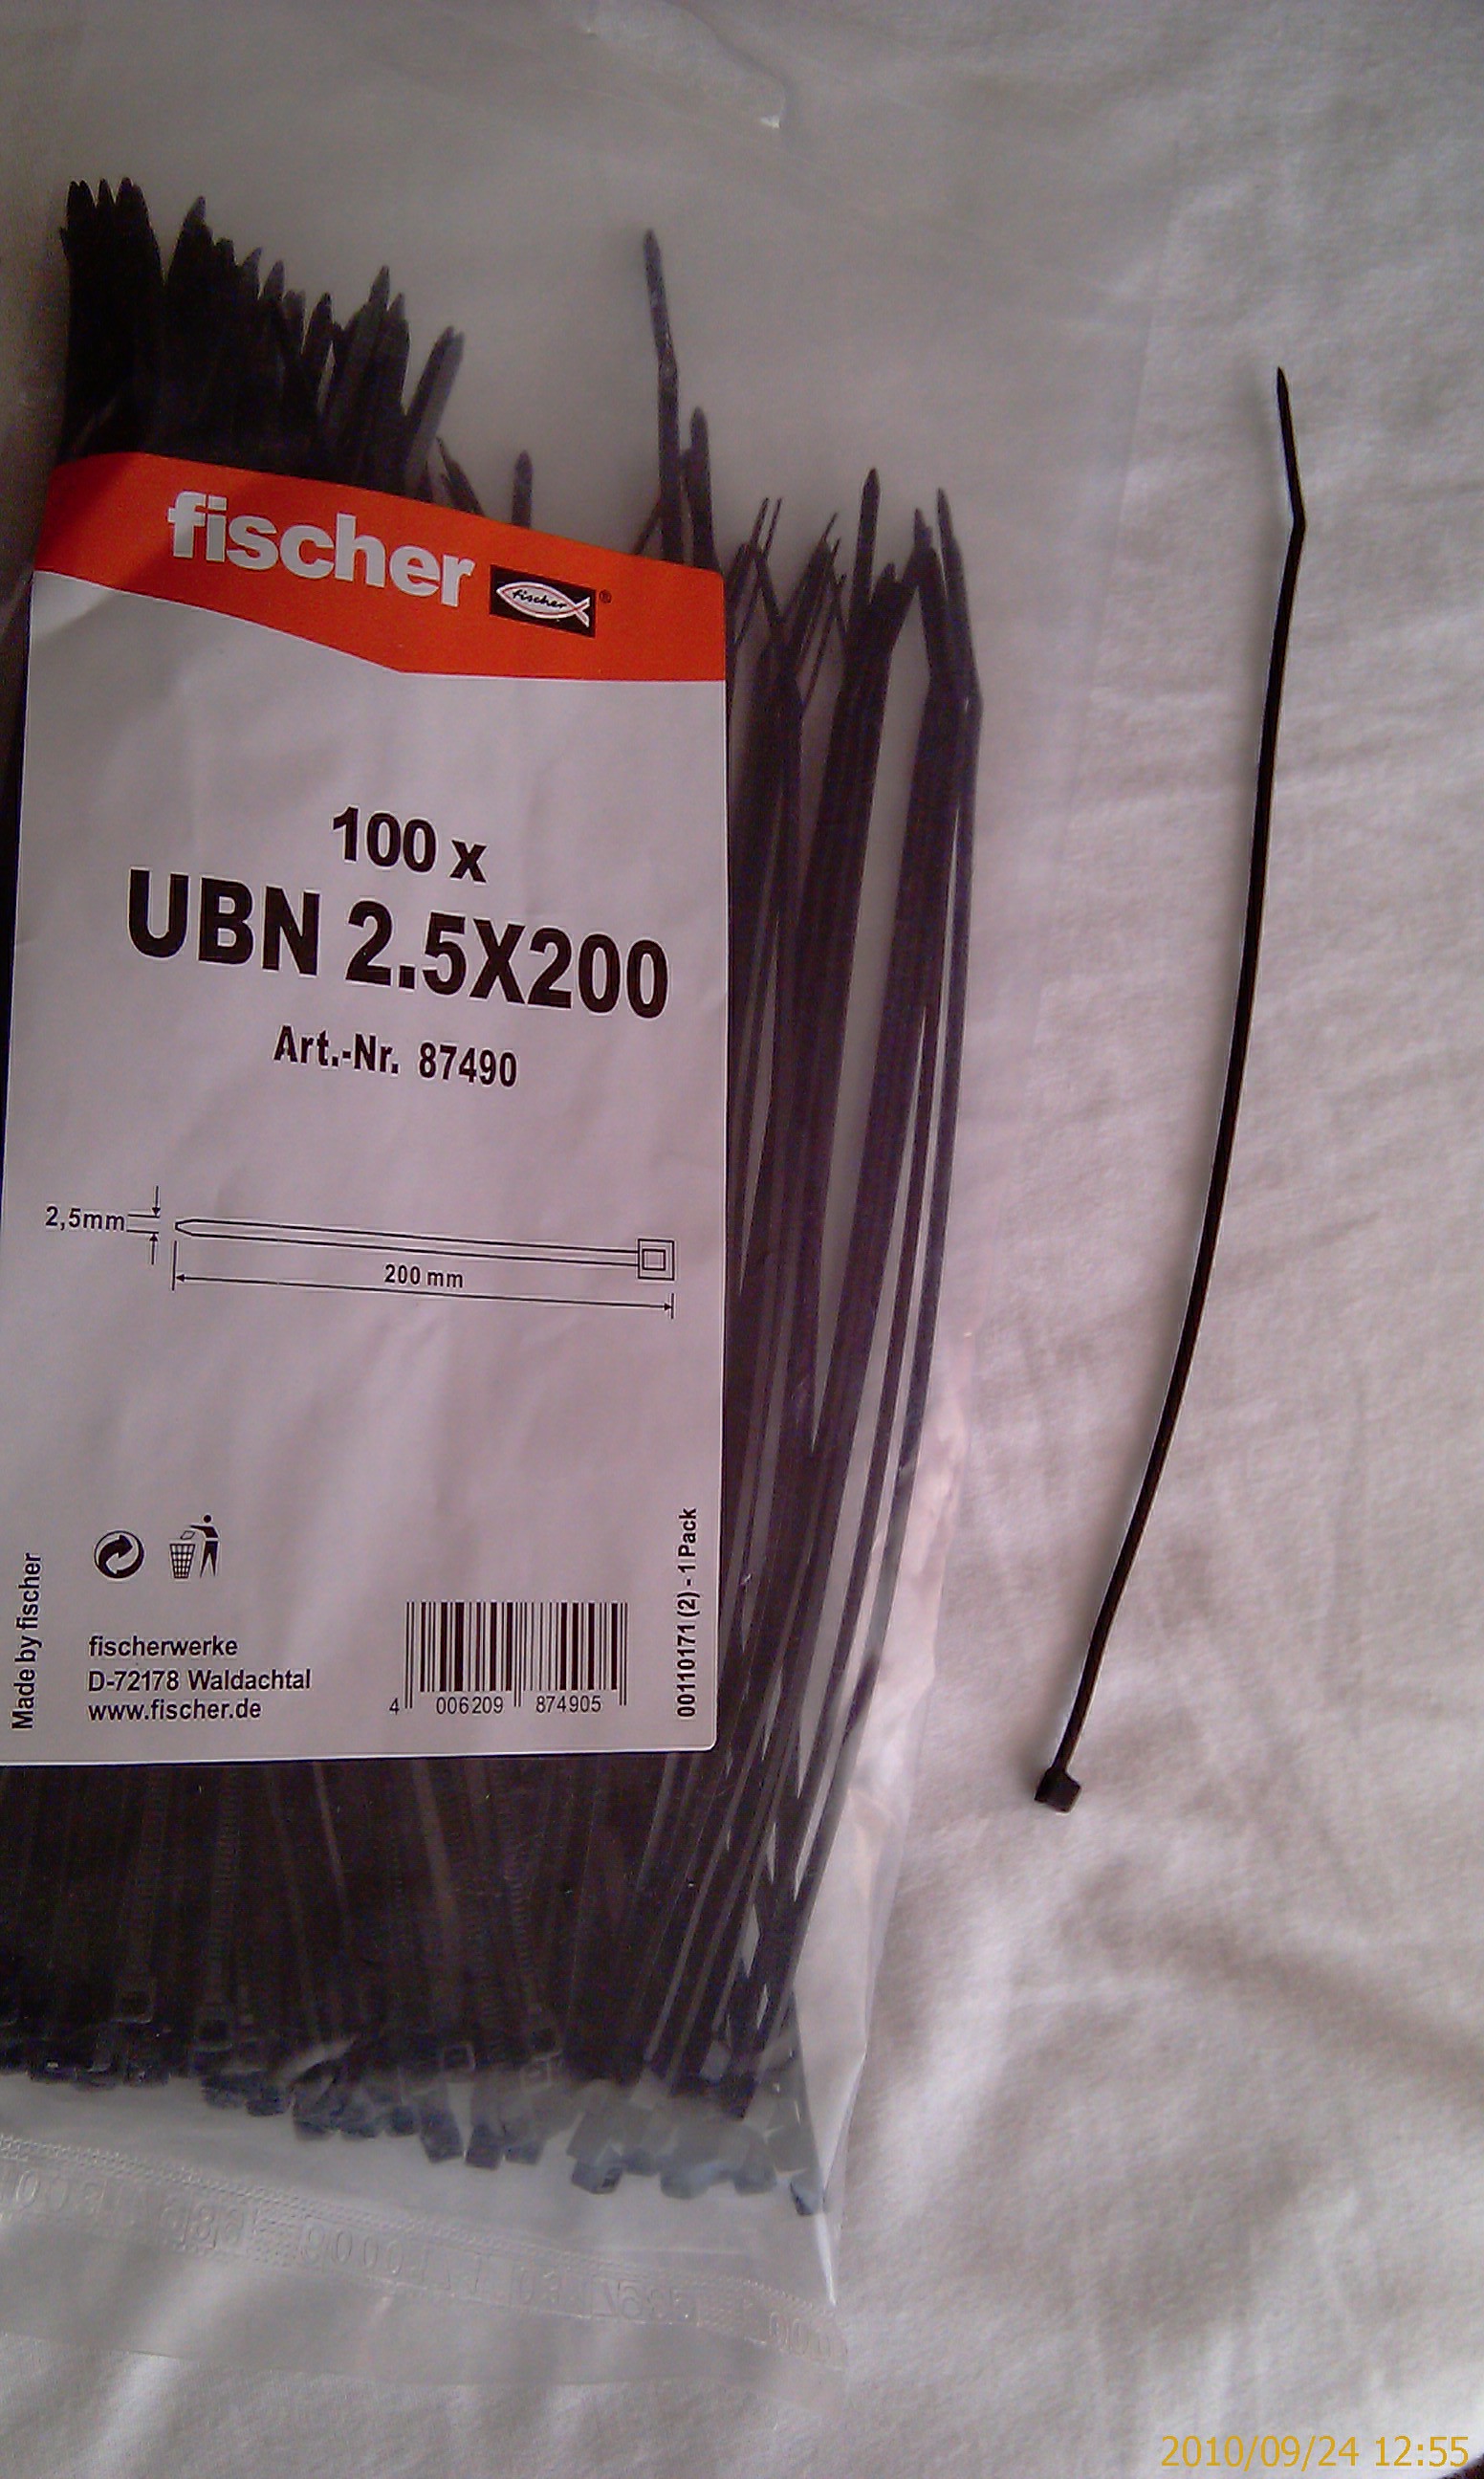 fischer
fischer ®
100 x
UBN 2.5X200
Art.-Nr. 87490
2,5mm
200 mm
Made by fischer
fischerwerke
D-72178 Waldachtal
www.fischer.de
4 006209 874905
00110171 (2) - 1 Pack
2010/09/24 12:55